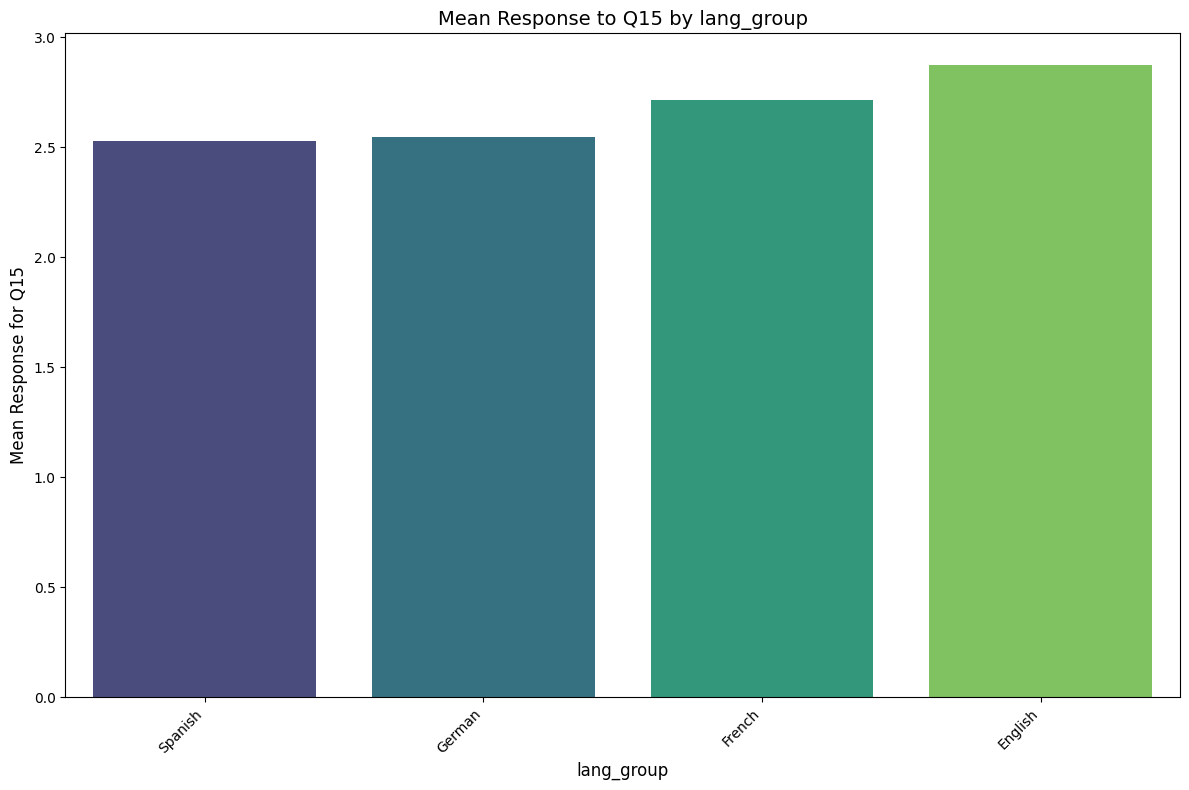 Mean Response to Q15 by lang_group
Mean Response for Q15
3.0
2.5
2.0
1.5
1.0
0.5
0.0
Spanish
German
French
English
lang_group